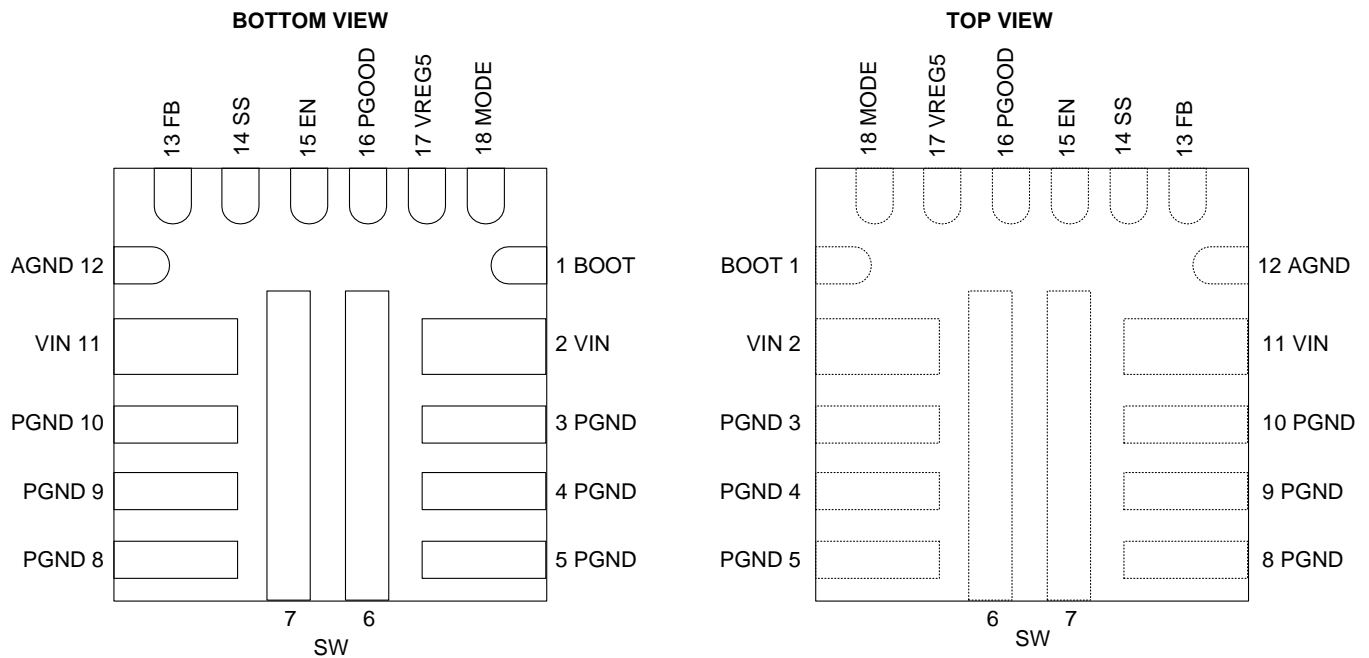 BOTTOM VIEW
13 FB
14 SS
15 EN
16 PGOOD
17 VREG5
18 MODE
AGND 12
1 BOOT
VIN 11
2 VIN
PGND 10
3 PGND
PGND 9
4 PGND
PGND 8
5 PGND
7
6
SW
TOP VIEW
18 MODE
17 VREG5
16 PGOOD
15 EN
14 SS
13 FB
BOOT 1
12 AGND
VIN 2
11 VIN
PGND 3
10 PGND
PGND 4
9 PGND
PGND 5
8 PGND
6
7
SW